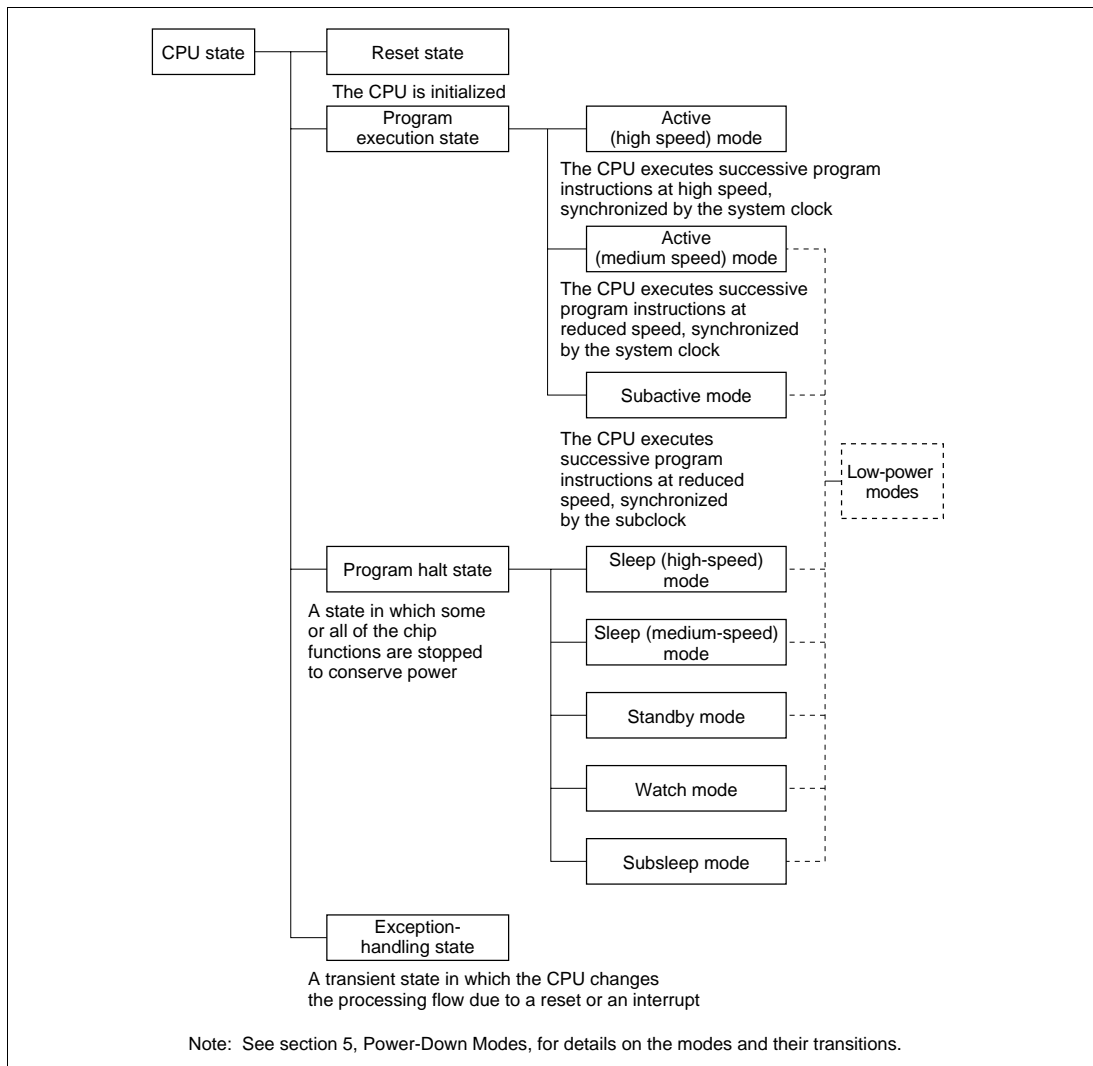 CPU state
Reset state
The CPU is initialized
Program
execution state
Active
(high speed) mode
The CPU executes successive program
instructions at high speed,
synchronized by the system clock
Active
(medium speed) mode
The CPU executes successive
program instructions at
reduced speed, synchronized
by the system clock
Subactive mode
The CPU executes
successive program
instructions at reduced
speed, synchronized
by the subclock
Low-power
modes
Program halt state
A state in which some
or all of the chip
functions are stopped
to conserve power
Sleep (high-speed)
mode
Sleep (medium-speed)
mode
Standby mode
Watch mode
Subsleep mode
Exception-
handling state
A transient state in which the CPU changes
the processing flow due to a reset or an interrupt
Note: See section 5, Power-Down Modes, for details on the modes and their transitions.